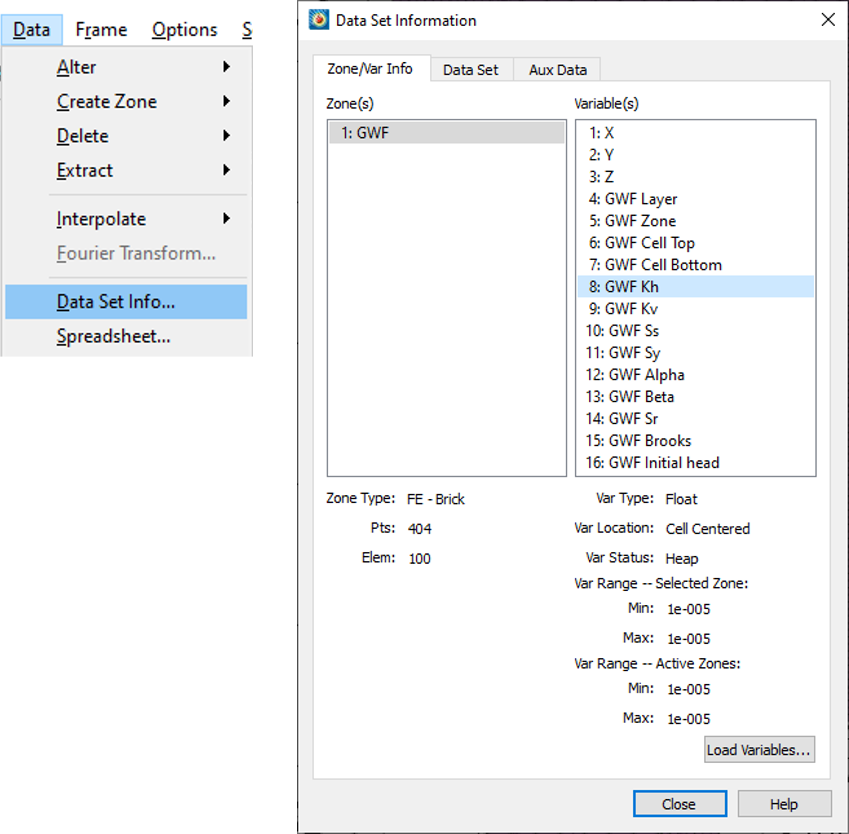 Data Frame Options S
Alter
Create Zone
Delete
Extract
Interpolate
Fourier Transform...
Data Set Info...
Spreadsheet...
Data Set Information
Zone/Var Info Data Set Aux Data
Zone(s)
1: GWF
Variable(s)
1: X
2: Y
3: Z
4: GWF Layer
5: GWF Zone
6: GWF Cell Top
7: GWF Cell Bottom
8: GWF Kh
9: GWF Kv
10: GWF Ss
11: GWF Sy
12: GWF Alpha
13: GWF Beta
14: GWF Sr
15: GWF Brooks
16: GWF Initial head
Zone Type: FE - Brick
Pts: 404
Elem: 100
Var Type: Float
Var Location: Cell Centered
Var Status: Heap
Var Range -- Selected Zone:
Min: 1e-005
Max: 1e-005
Var Range -- Active Zones:
Min: 1e-005
Max: 1e-005
Load Variables...
Close Help